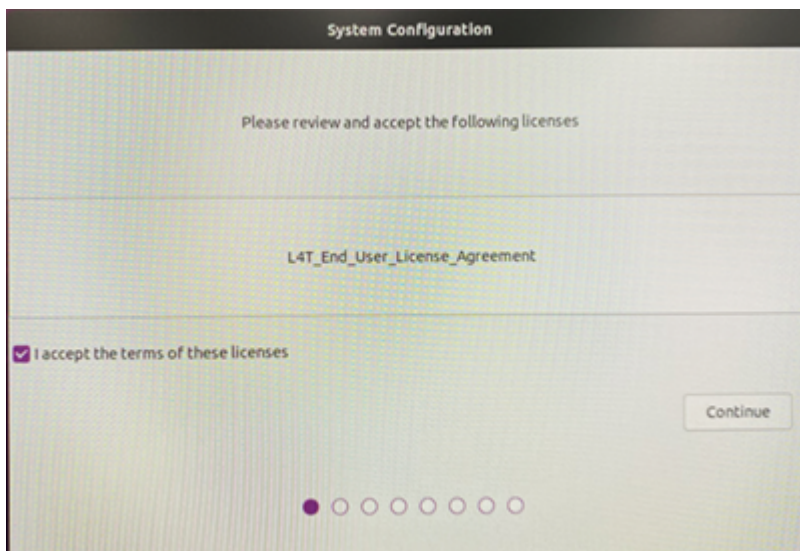 System Configuration
Please review and accept the following licenses
L4T_End_User_License_Agreement
I accept the terms of these licenses
Continue